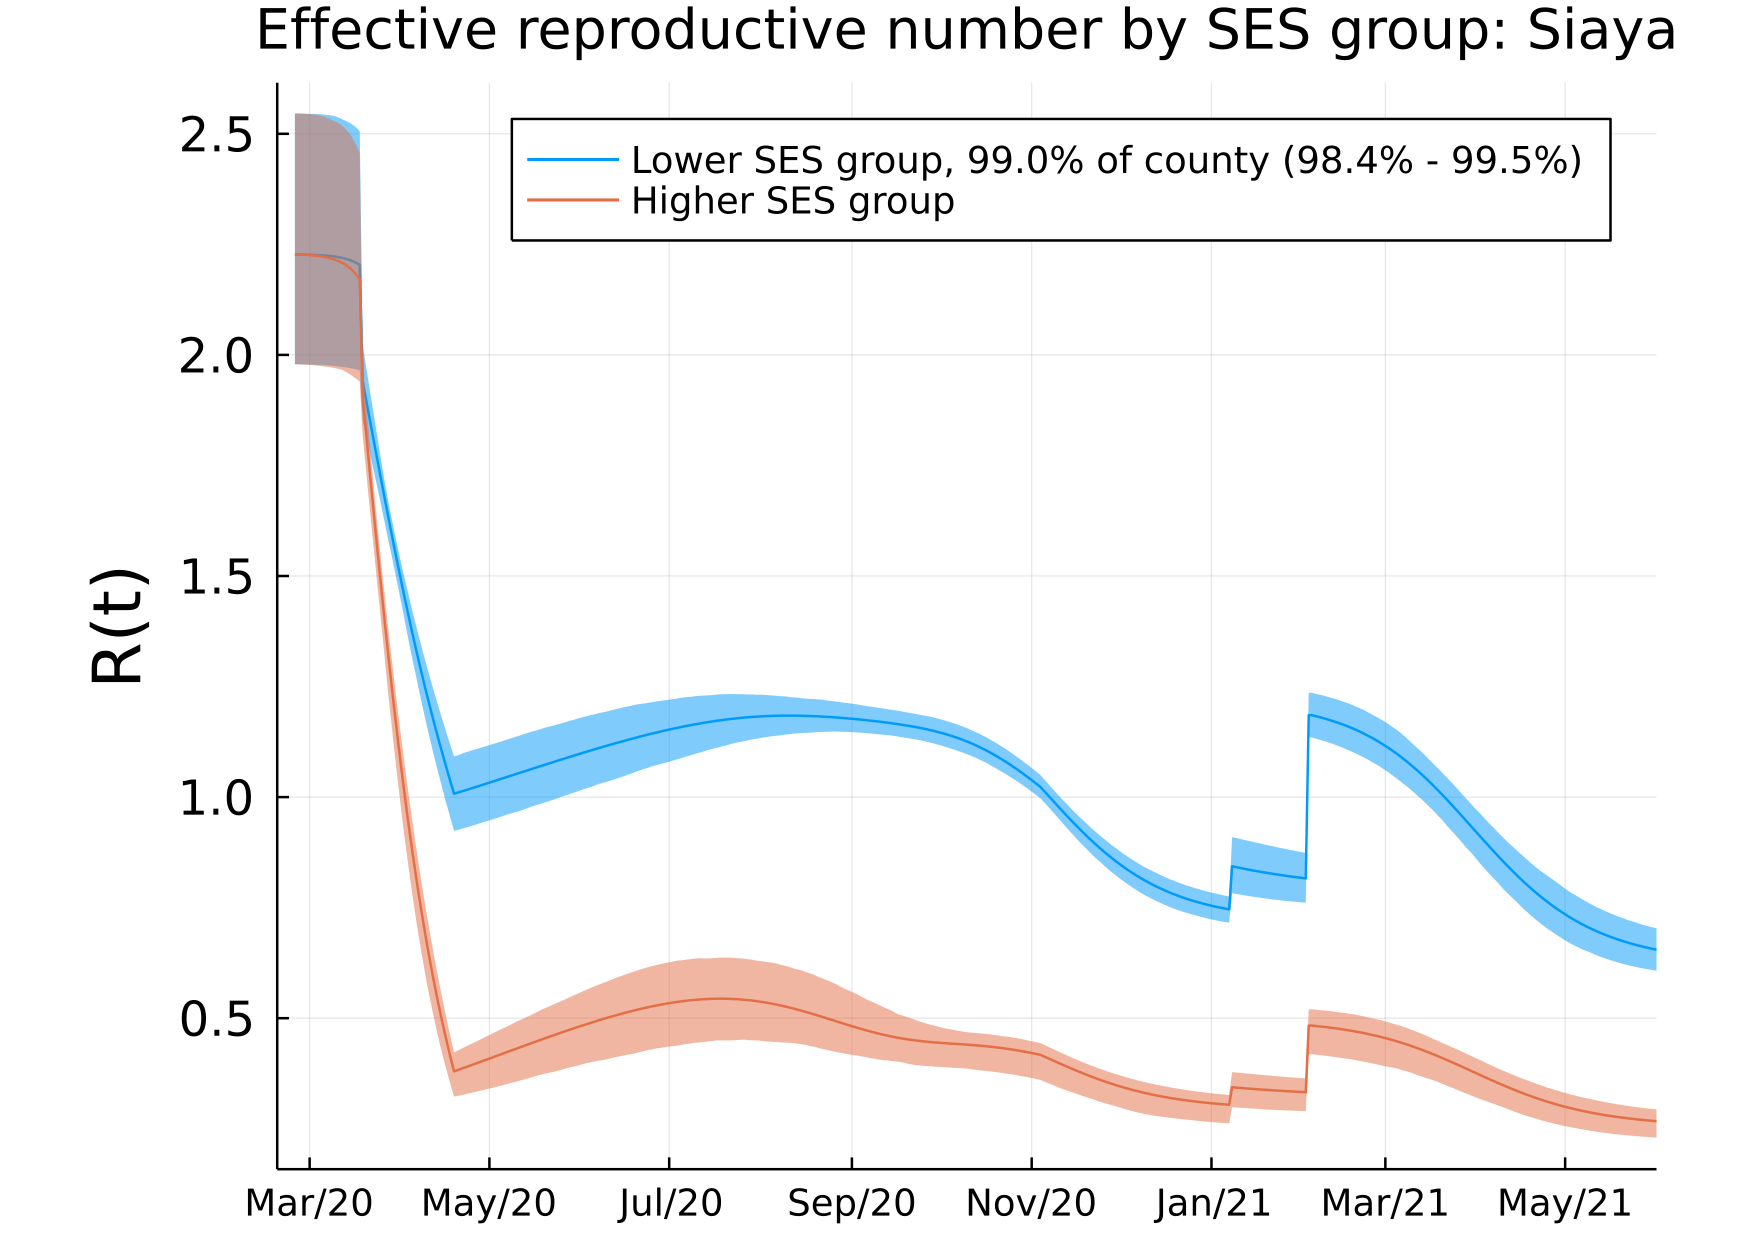 Effective reproductive number by SES group: Siaya
Lower SES group, 99.0% of county (98.4% - 99.5%)
Higher SES group
R(t)
2.5
2.0
1.5
1.0
0.5
Mar/20 May/20 Jul/20 Sep/20 Nov/20 Jan/21 Mar/21 May/21